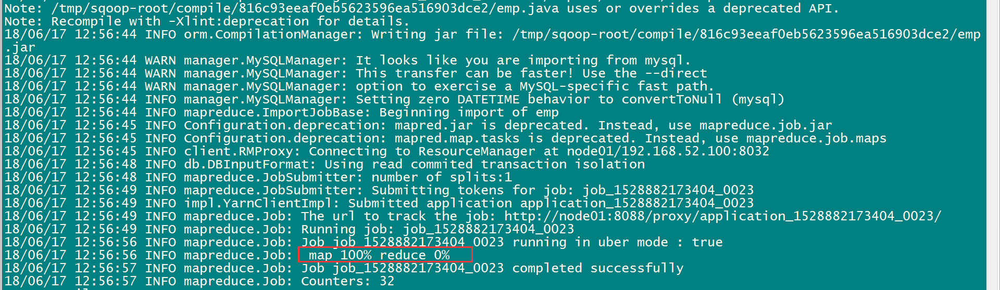 Note: /tmp/sqoop-root/compile/816c93eeaf0eb5623596ea516903dce2/emp.java uses or overrides a deprecated API.
Note: Recompile with -Xlint:deprecation for details.
18/06/17 12:56:44 INFO orm.CompilationManager: Writing jar file: /tmp/sqoop-root/compile/816c93eeaf0eb5623596ea516903dce2/emp
.jar
18/06/17 12:56:44 WARN manager.MySQLManager: It looks like you are importing from mysql.
18/06/17 12:56:44 WARN manager.MySQLManager: This transfer can be faster! Use the --direct
18/06/17 12:56:44 WARN manager.MySQLManager: option to exercise a MySQL-specific fast path.
18/06/17 12:56:44 INFO manager.MySQLManager: Setting zero DATETIME behavior to convertToNull (mysql)
18/06/17 12:56:44 INFO mapreduce.ImportJobBase: Beginning import of emp
18/06/17 12:56:45 INFO Configuration.deprecation: mapred.jar is deprecated. Instead, use mapreduce.job.jar
18/06/17 12:56:45 INFO Configuration.deprecation: mapred.map.tasks is deprecated. Instead, use mapreduce.job.maps
18/06/17 12:56:45 INFO client.RMProxy: Connecting to ResourceManager at node01/192.168.52.100:8032
18/06/17 12:56:48 INFO db.DBInputFormat: Using read commited transaction isolation
18/06/17 12:56:48 INFO mapreduce.JobSubmitter: number of splits:1
18/06/17 12:56:49 INFO mapreduce.JobSubmitter: Submitting tokens for job: job_1528882173404_0023
18/06/17 12:56:49 INFO impl.YarnClientImpl: Submitted application application_1528882173404_0023
18/06/17 12:56:49 INFO mapreduce.Job: The url to track the job: http://node01:8088/proxy/application_1528882173404_0023/
18/06/17 12:56:49 INFO mapreduce.Job: Running job: job_1528882173404_0023
18/06/17 12:56:56 INFO mapreduce.Job: Job job_1528882173404_0023 running in uber mode : true
18/06/17 12:56:56 INFO mapreduce.Job:  map 100% reduce 0%
18/06/17 12:56:57 INFO mapreduce.Job: Job job_1528882173404_0023 completed successfully
18/06/17 12:56:57 INFO mapreduce.Job: Counters: 32